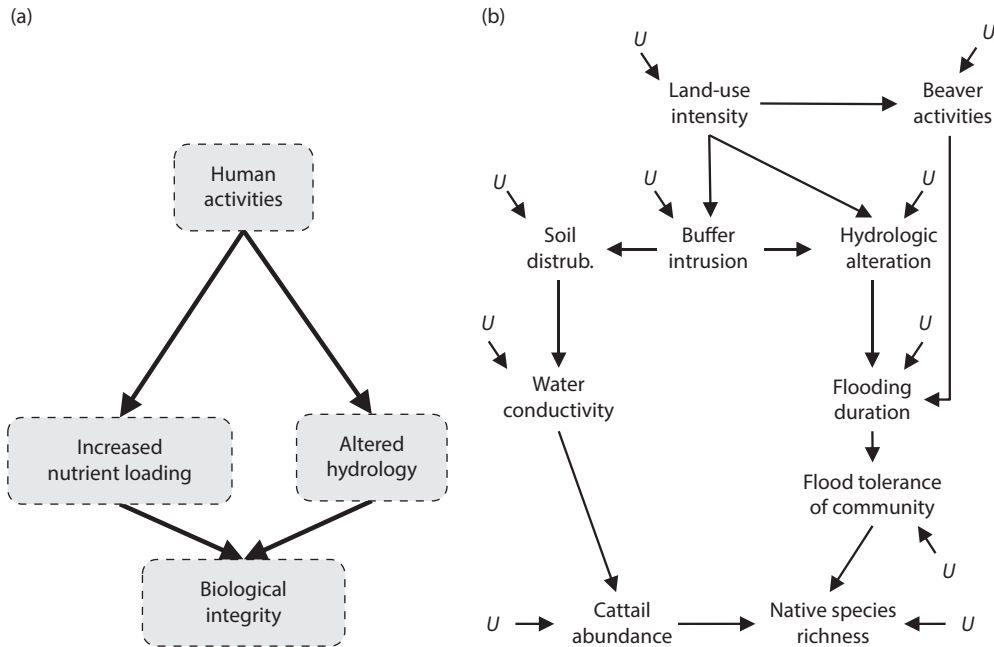 (a)
Human
activities
Increased
nutrient loading
Altered
hydrology
Biological
integrity
(b)
U
U
Land-use
intensity
Beaver
activities
U
U
U
Soil
distrub.
Buffer
intrusion
Hydrologic
alteration
U
U
Water
conductivity
Flooding
duration
Flood tolerance
of community
U
U
Cattail
abundance
Native species
richness
U